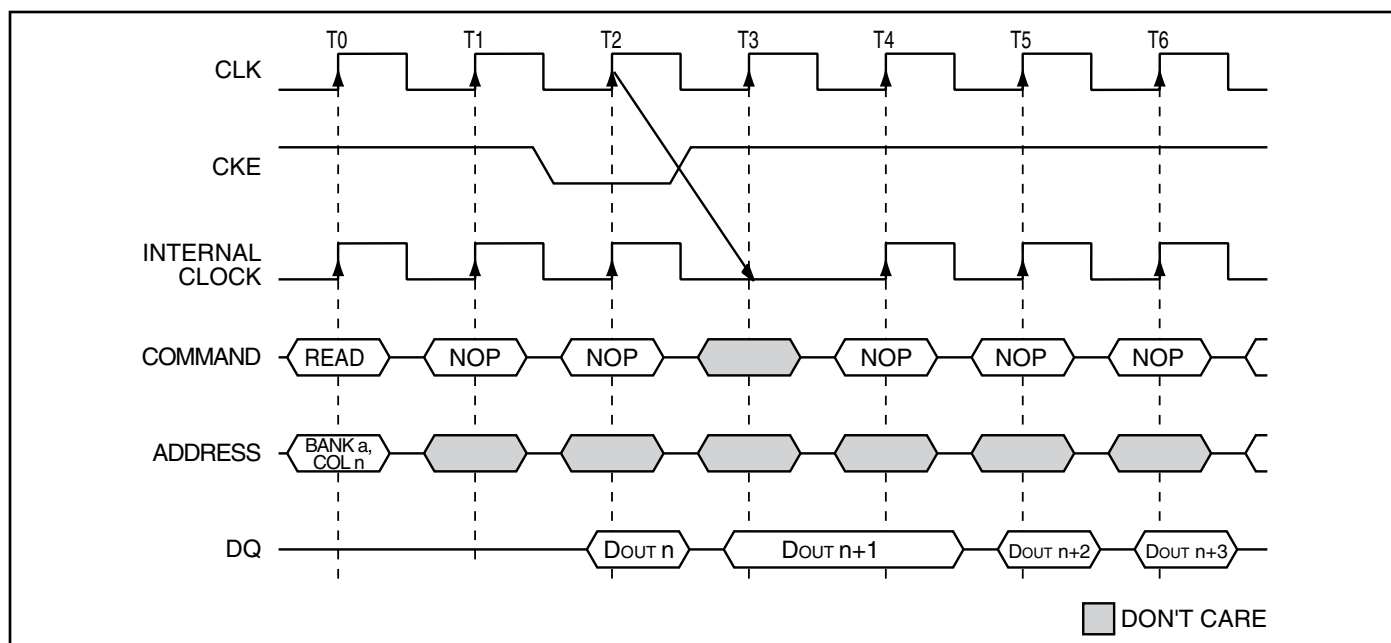 T0 T1 T2 T3 T4 T5 T6
CLK
CKE
INTERNAL
CLOCK
COMMAND READ NOP NOP NOP NOP NOP
ADDRESS BANK a,
COL n
DQ DOUT n DOUT n+1 DOUT n+2 DOUT n+3
DON'T CARE